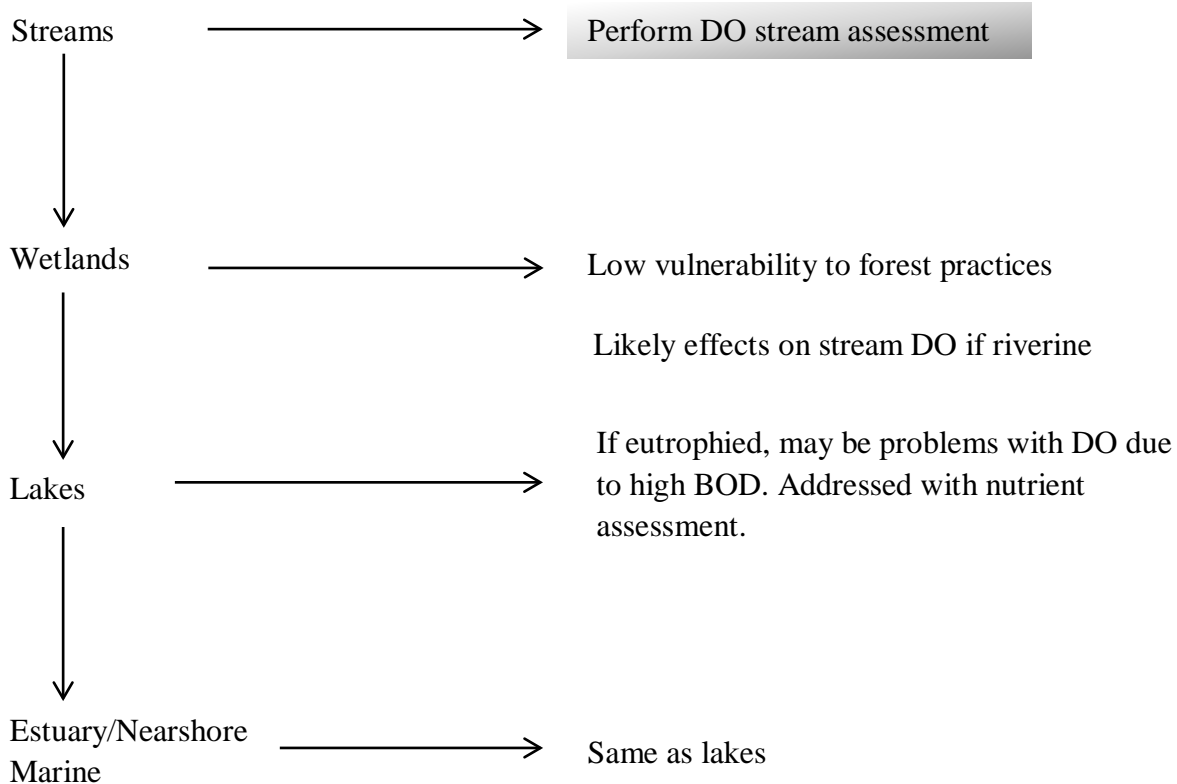 Streams
Perform DO stream assessment
Wetlands
Low vulnerability to forest practices
Likely effects on stream DO if riverine
Lakes
If eutrophied, may be problems with DO due
to high BOD. Addressed with nutrient
assessment.
Estuary/Nearshore
Marine
Same as lakes